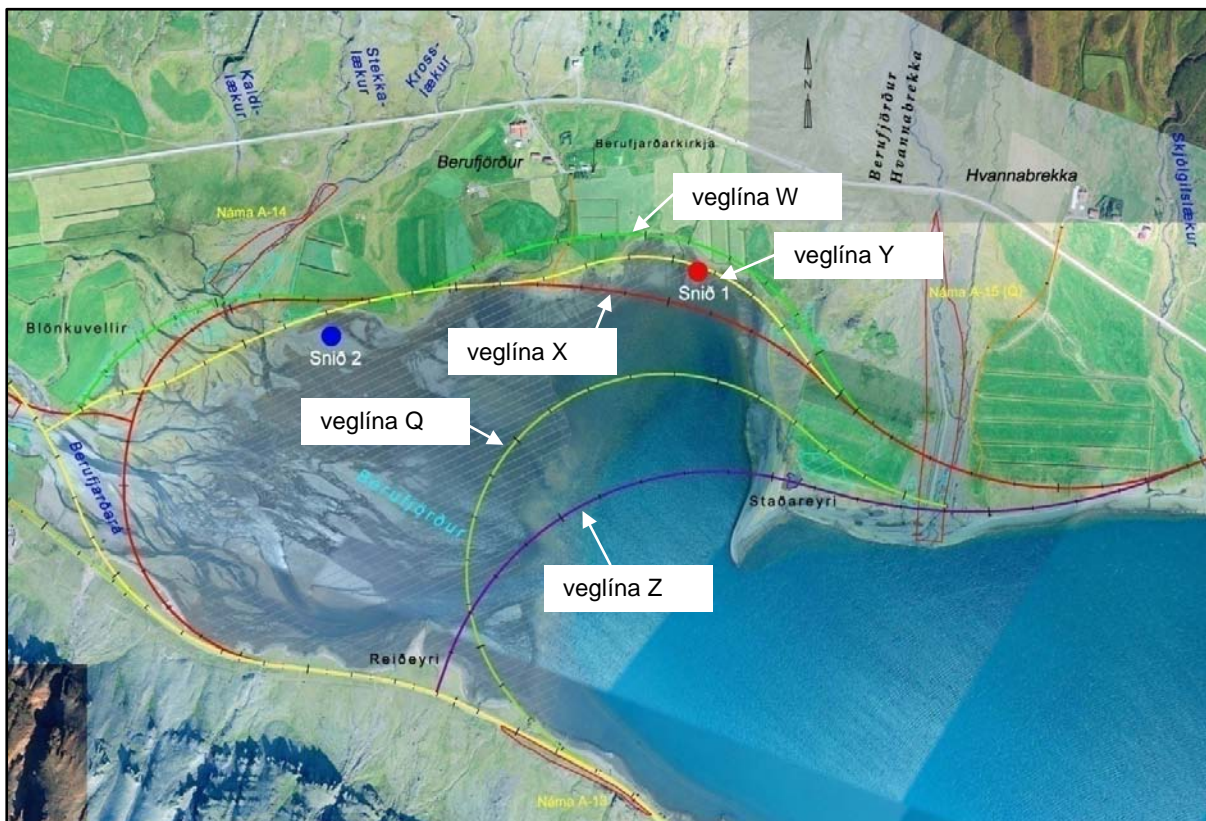 Kaldi-
lækur
Stekka-
lækur
Kross-
lækur
N
Berufjörður
Berufjarðarkirkja
Berufjörður
Hvannabrekka
Hvannabrekka
Skjólgilslækur
veglína W
Náma A-14
veglína Y
Snið 1
Náma A-15 (Q)
Blönkuvellir
Snið 2
veglína X
veglína Q
Berufjarðará
Berufjörður
Staðareyri
veglína Z
Reiðeyri
Náma A-13